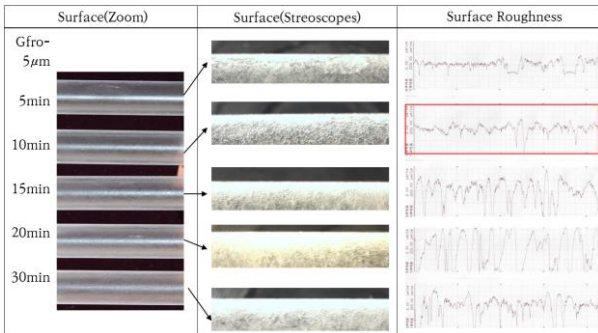 Surface(Zoom)
Surface(Streoscopes)
Surface Roughness
Gfro-
5μm
5min
10min
15min
20min
30min